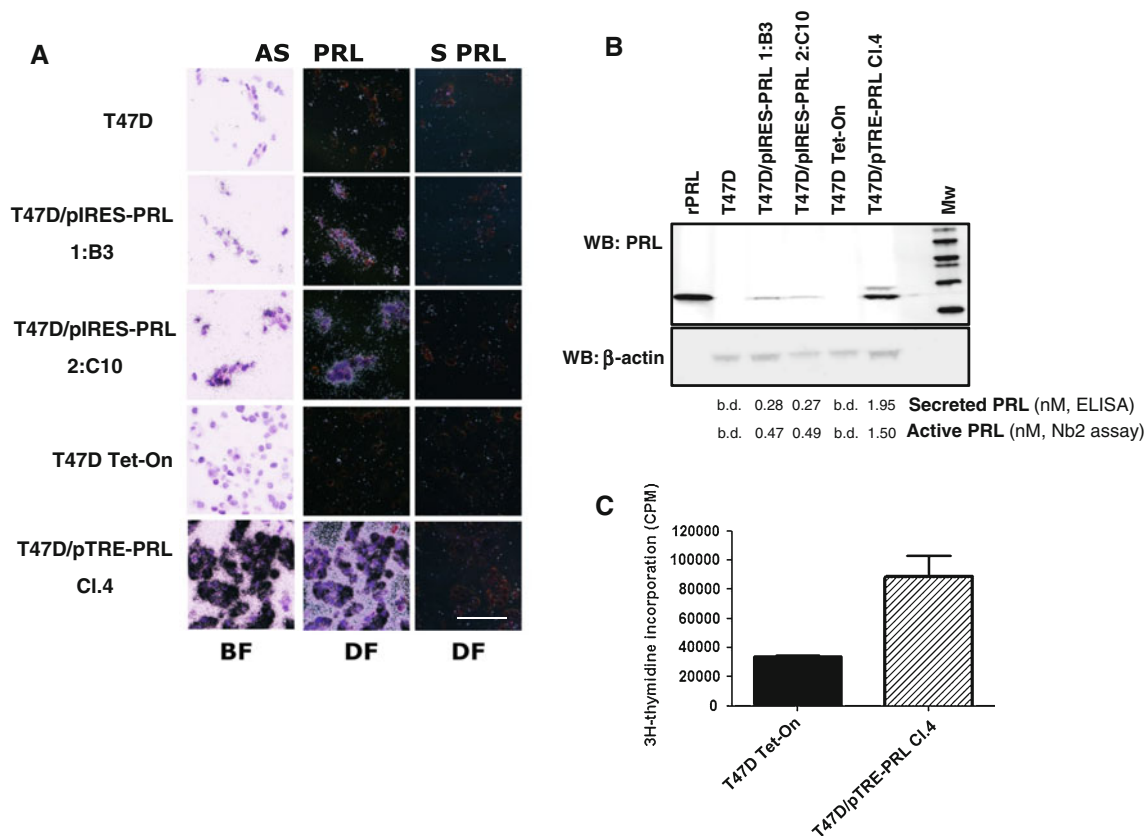 A
AS PRL S PRL
T47D
T47D/pIRES-PRL
1:B3
T47D/pIRES-PRL
2:C10
T47D Tet-On
T47D/pTRE-PRL
Cl.4
BF DF DF
B
rPRL
T47D
T47D/pIRES-PRL 1:B3
T47D/pIRES-PRL 2:C10
T47D Tet-On
T47D/pTRE-PRL Cl.4
Mw
WB: PRL
WB: β-actin
b.d. 0.28 0.27 b.d. 1.95 Secreted PRL (nM, ELISA)
b.d. 0.47 0.49 b.d. 1.50 Active PRL (nM, Nb2 assay)
C
3H-thymidine incorporation (CPM)
120000
100000
80000
60000
40000
20000
0
T47D Tet-On
T47D/pTRE-PRL Cl.4